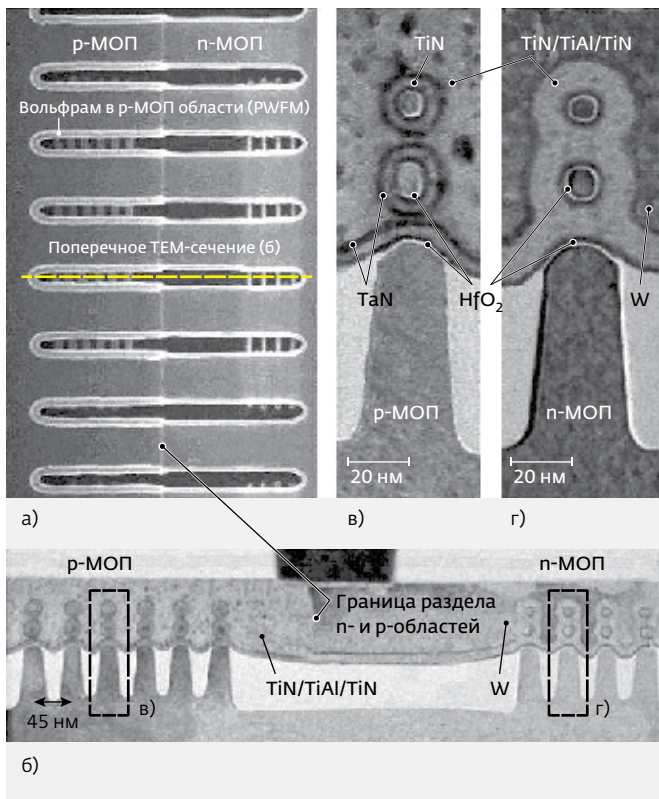 p-МОП
n-МОП
Вольфрам в p-МОП области (PWFM)
Поперечное ТЕМ-сечение (б)
а)
TiN
TaN
p-МОП
20 нм
в)
TiN/TiAl/TiN
HfO2
W
n-МОП
20 нм
г)
p-МОП
n-МОП
Граница раздела
n- и p-областей
TiN/TiAl/TiN
W
45 нм
в)
г)
б)